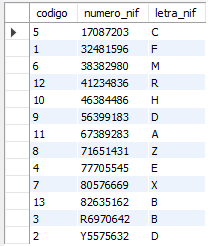 codigo numero_nif letra_nif
5 17087203 C
1 32481596 F
6 38382980 M
12 41234836 R
10 46384486 H
9 56399183 D
11 67389283 A
8 71651431 Z
4 77705545 E
7 80576669 X
13 82635162 B
3 R6970642 B
2 Y5575632 D